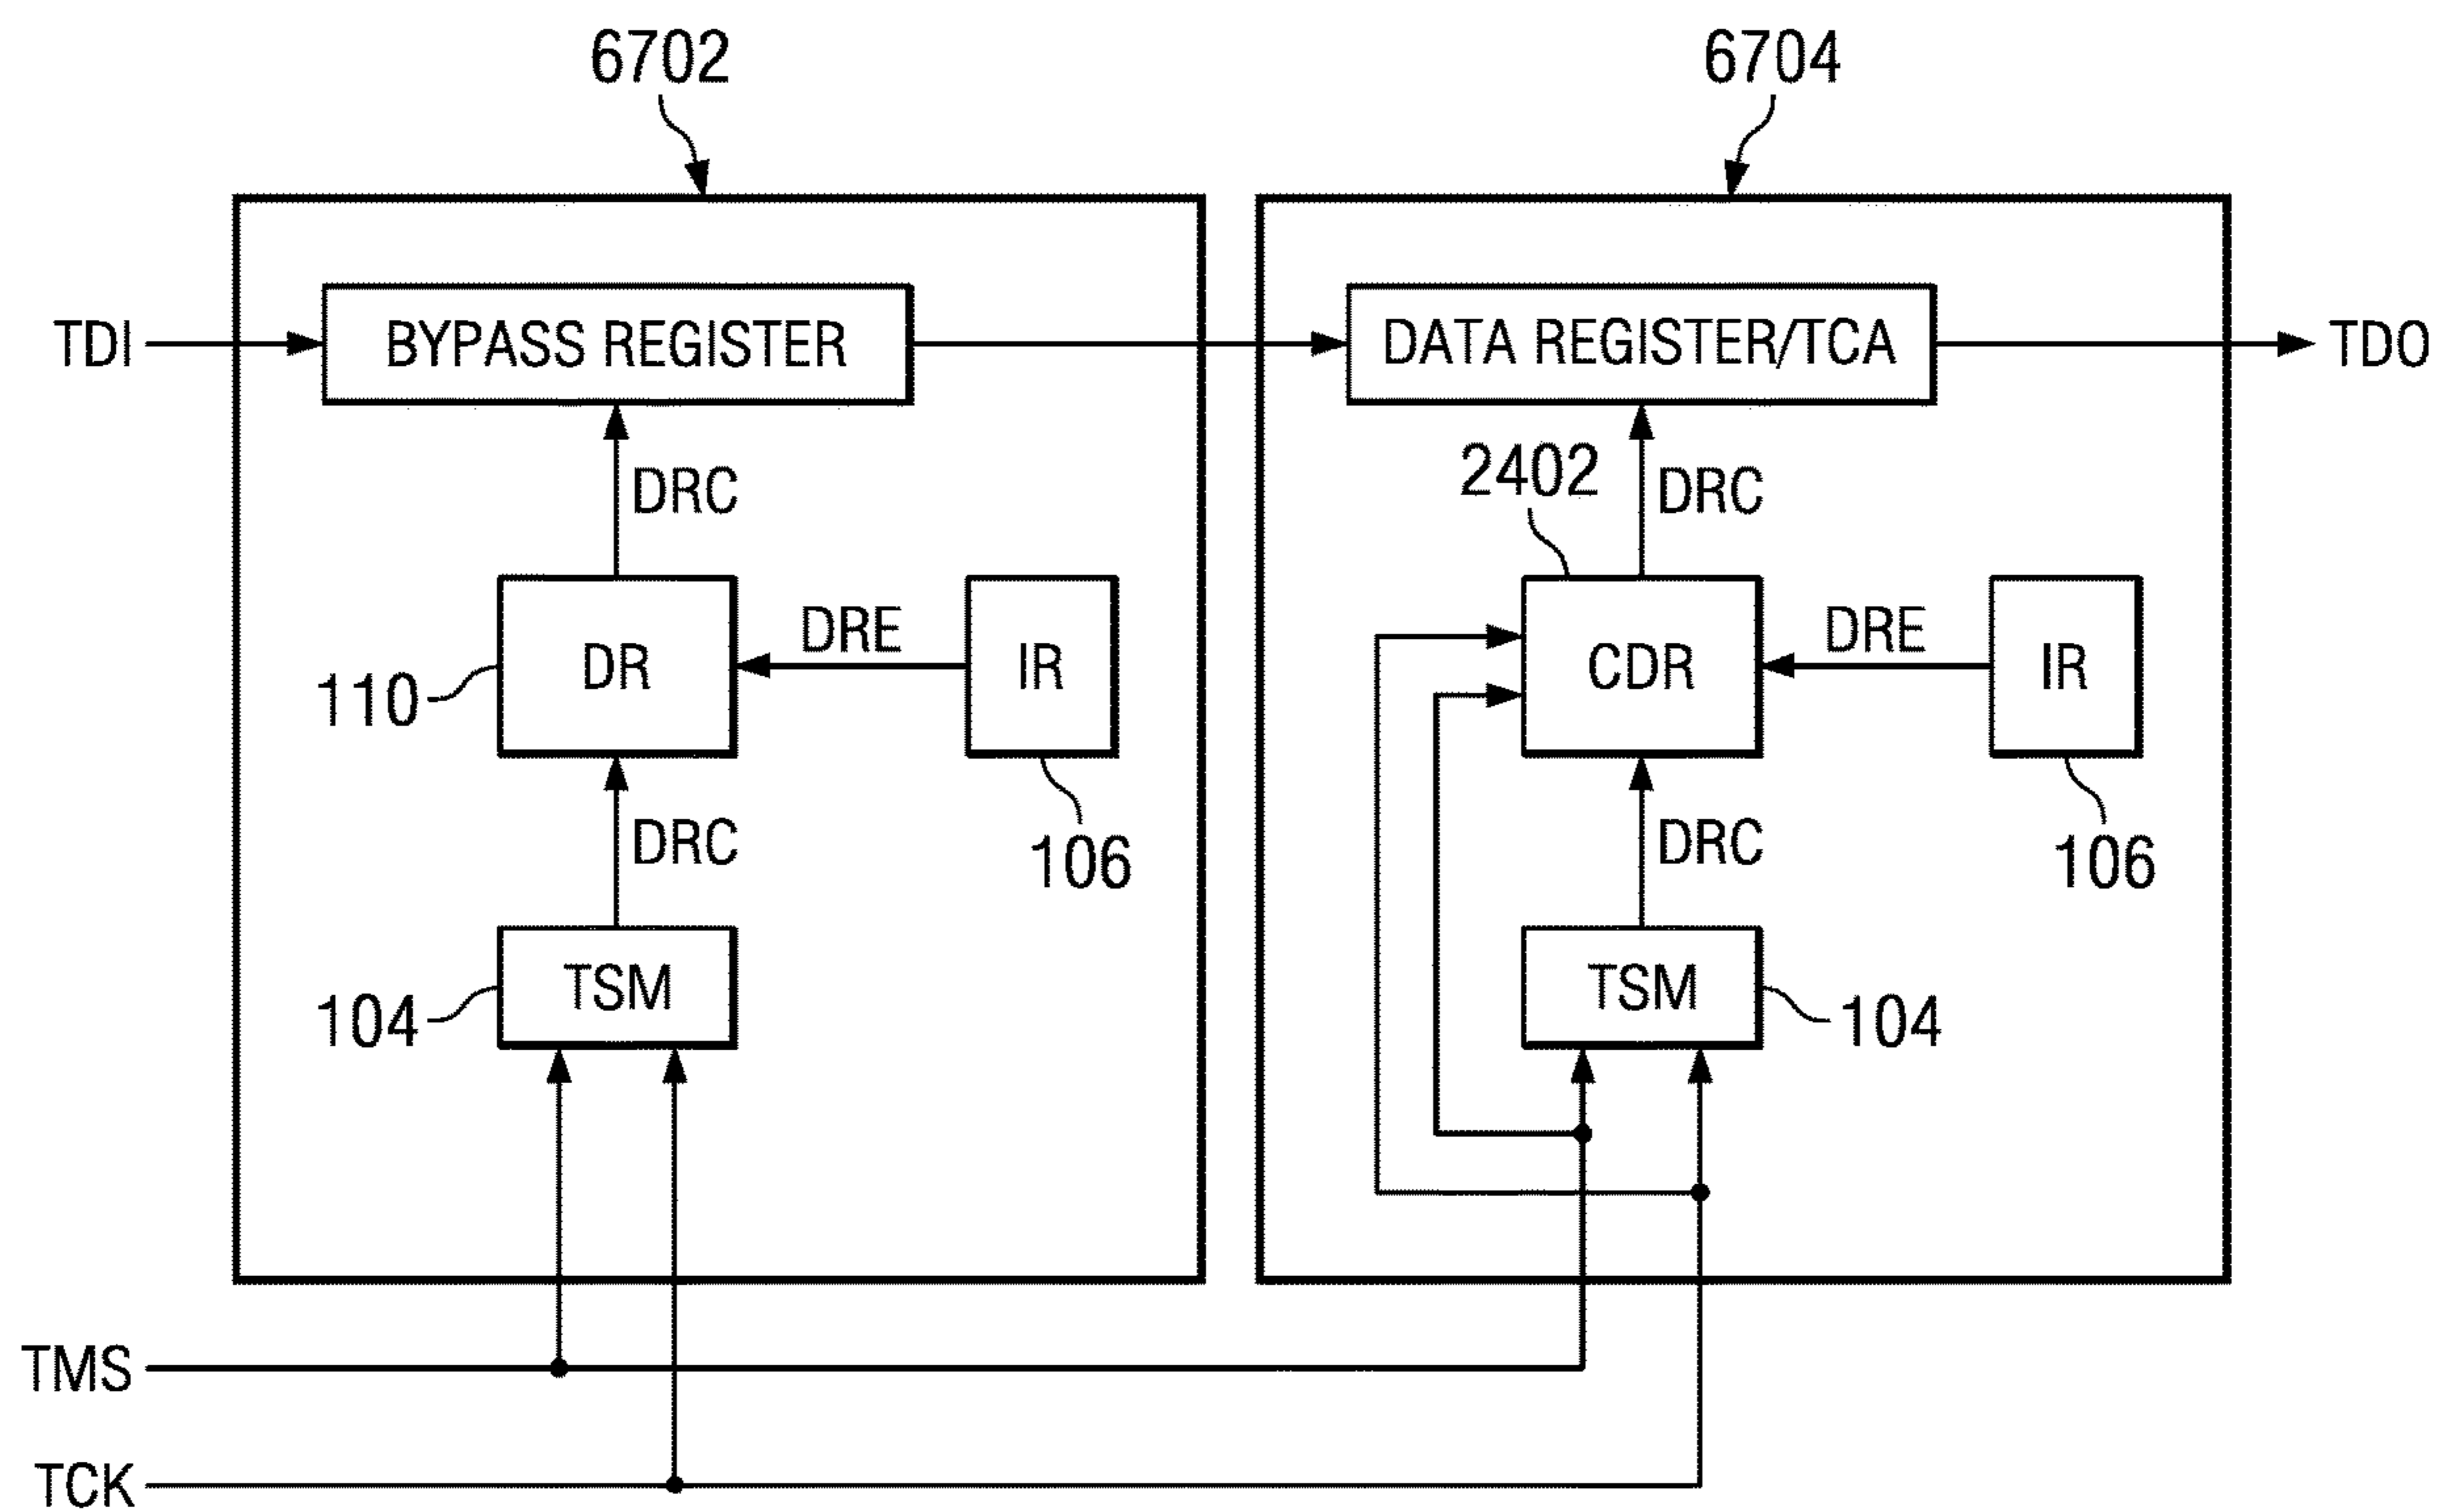 6702
6704
TDI
BYPASS REGISTER
DATA REGISTER/TCA
TDO
DRC
2402
DRC
DR
DRE
IR
CDR
DRE
IR
110
DRC
106
DRC
106
TSM
104
TSM
104
TMS
TCK